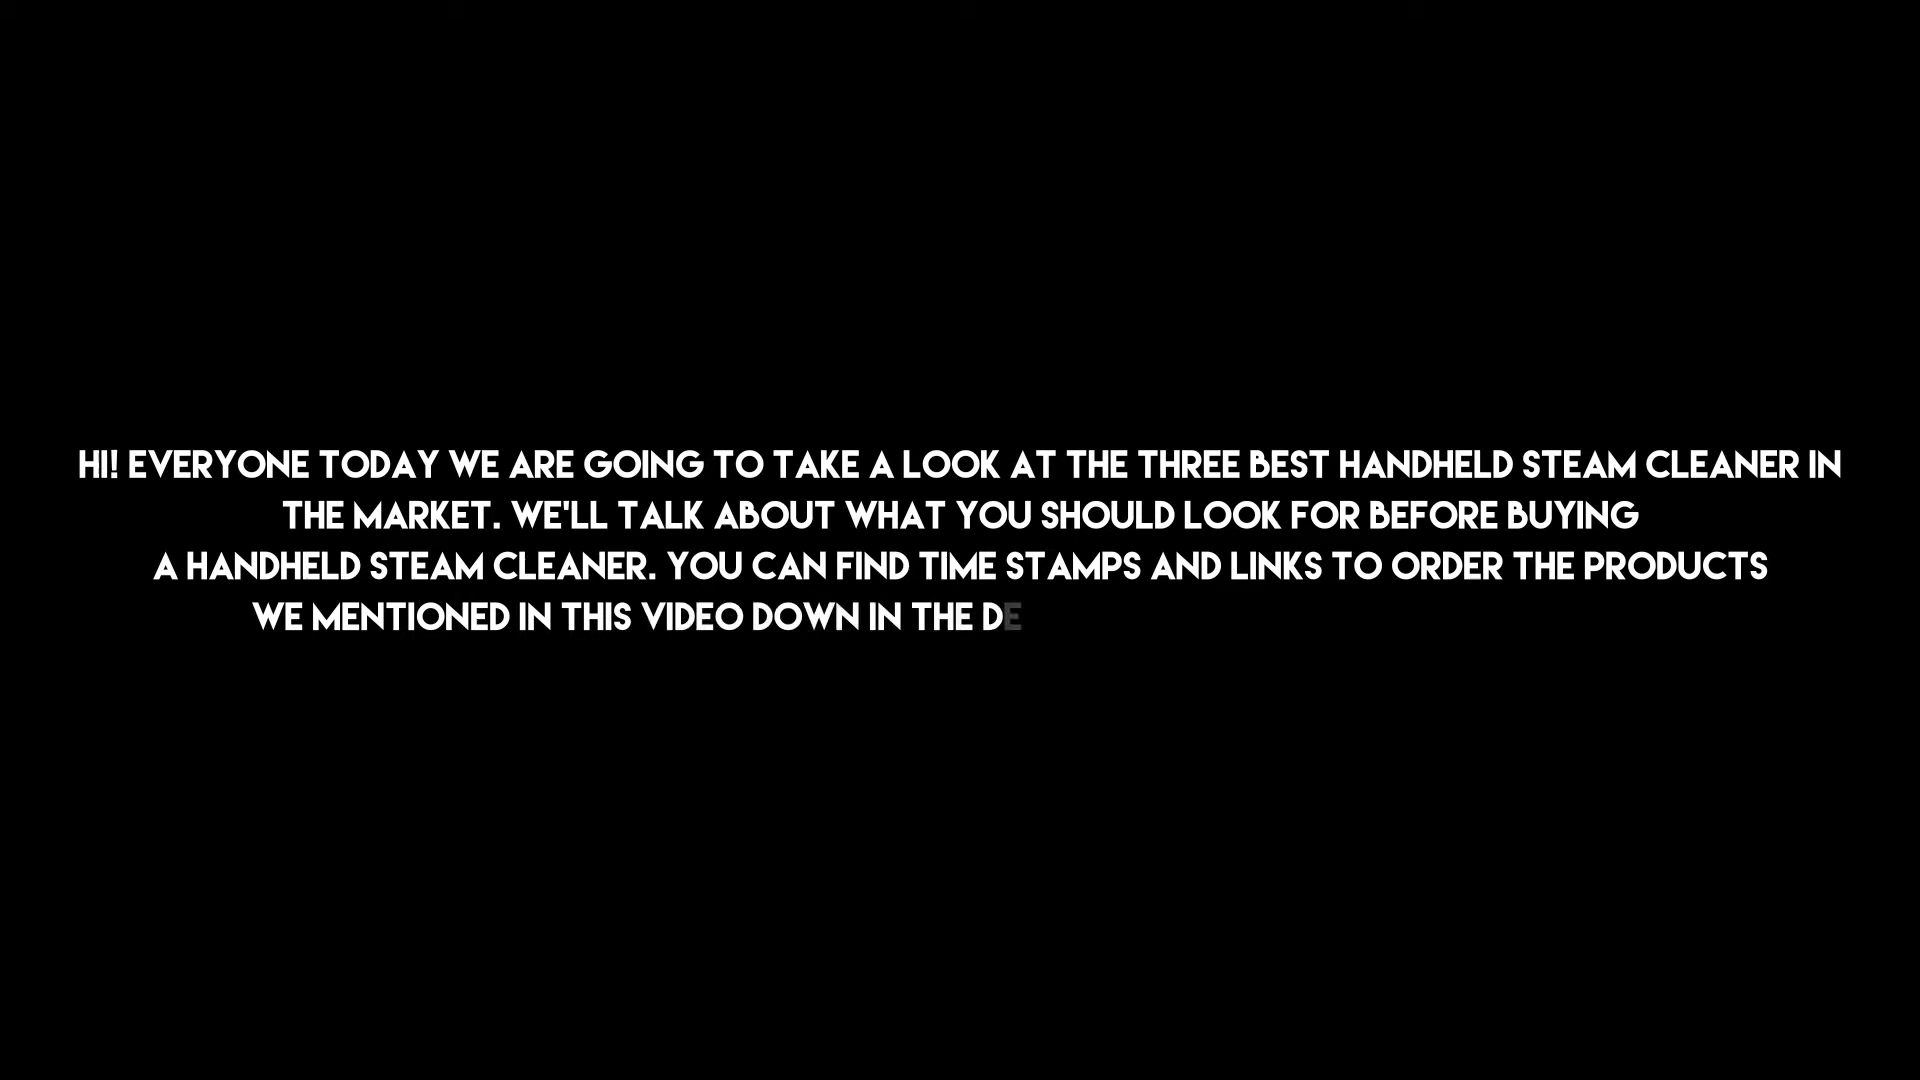 HI! EVERYONE TODAY WE ARE GOING TO TAKE A LOOK AT THE THREE BEST HANDHELD STEAM CLEANER IN
THE MARKET. WE'LL TALK ABOUT WHAT YOU SHOULD LOOK FOR BEFORE BUYING
A HANDHELD STEAM CLEANER. YOU CAN FIND TIME STAMPS AND LINKS TO ORDER THE PRODUCTS
WE MENTIONED IN THIS VIDEO DOWN IN THE DE